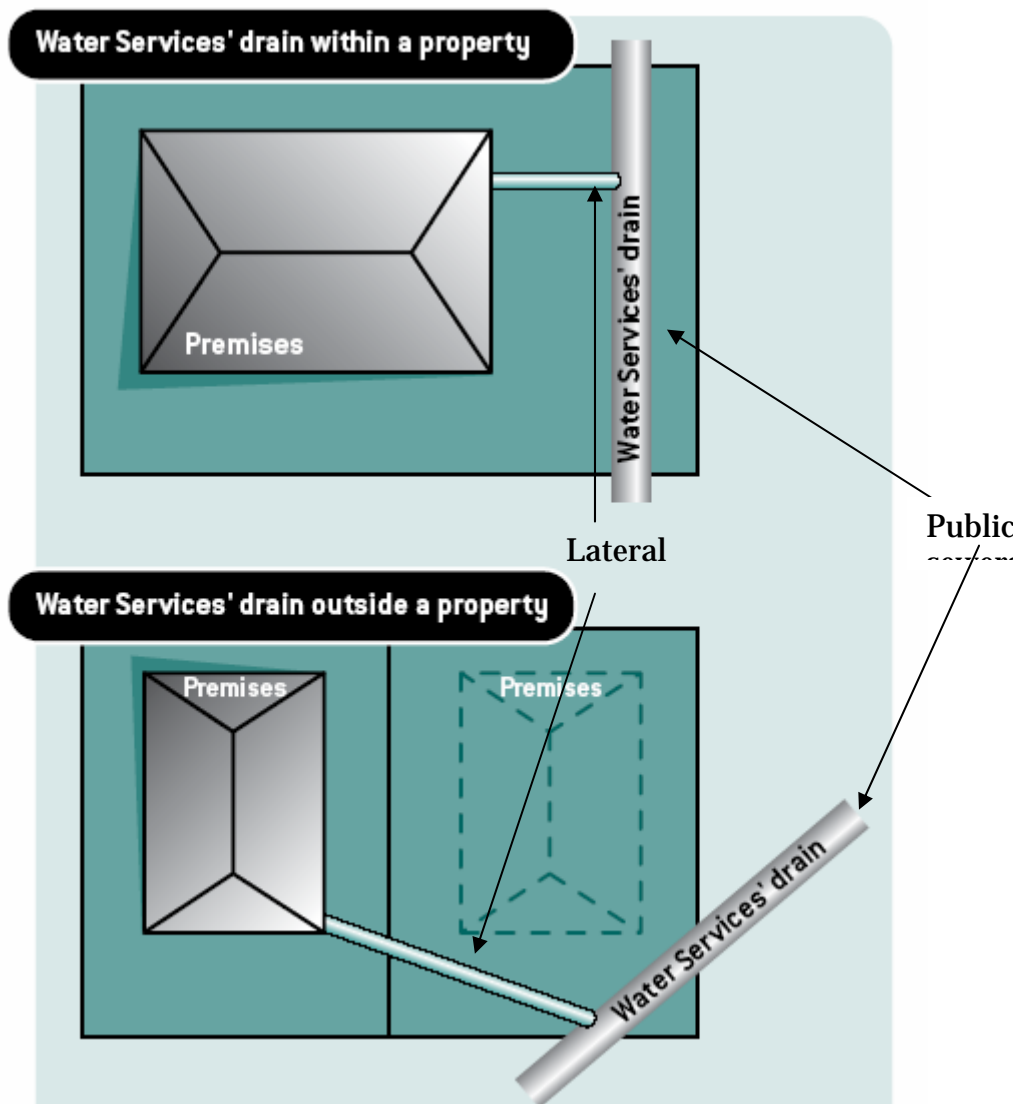 Water Services' drain within a property
Premises
Water Services' drain
Public
Lateral
Water Services' drain outside a property
Premises
Premises
Water Services' drain